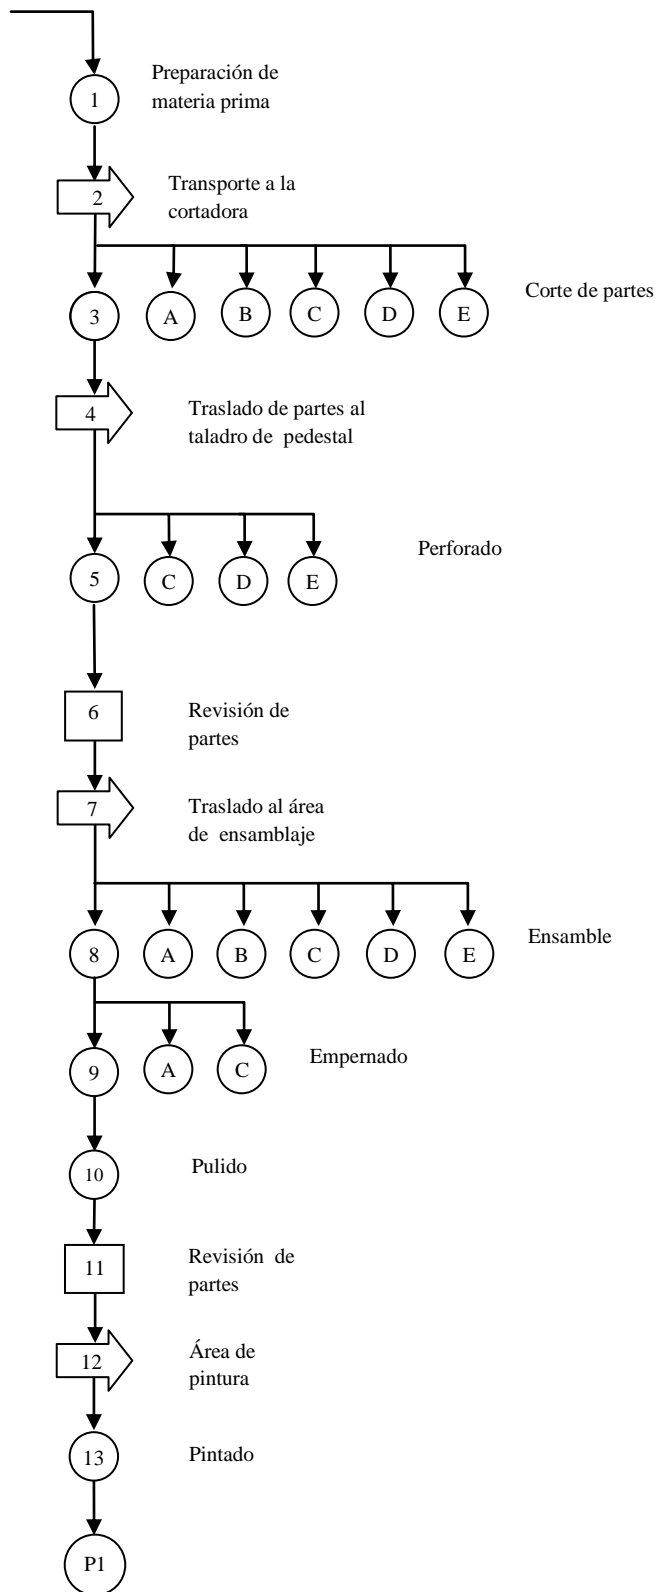 1
Preparación de
materia prima
2
Transporte a la
cortadora
3 A B C D E
Corte de partes
4
Traslado de partes al
taladro de pedestal
5 C D E
Perforado
6
Revisión de
partes
7
Traslado al área
de ensamblaje
8 A B C D E
Ensamble
9 A C
Empernado
10
Pulido
11
Revisión de
partes
12
Área de
pintura
13
Pintado
P1